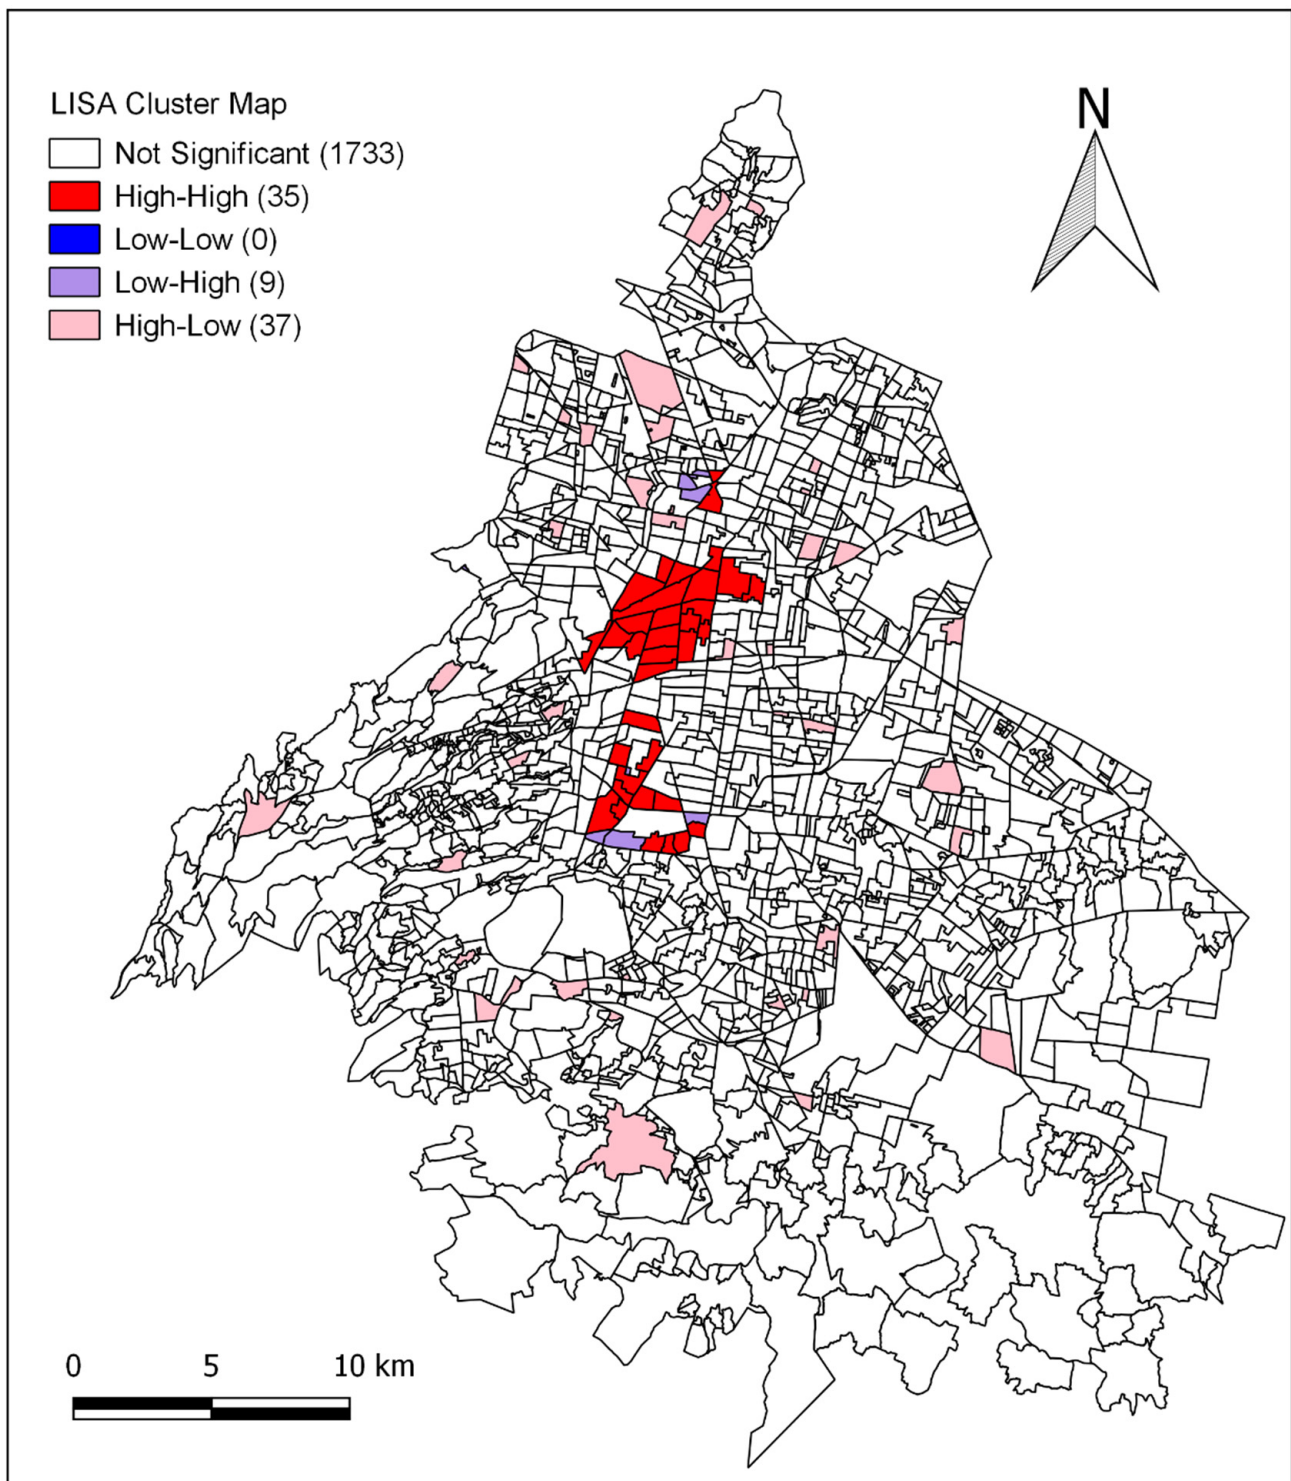 LISA Cluster Map
Not Significant (1733)
High-High (35)
Low-Low (0)
Low-High (9)
High-Low (37)
N
0 5 10 km